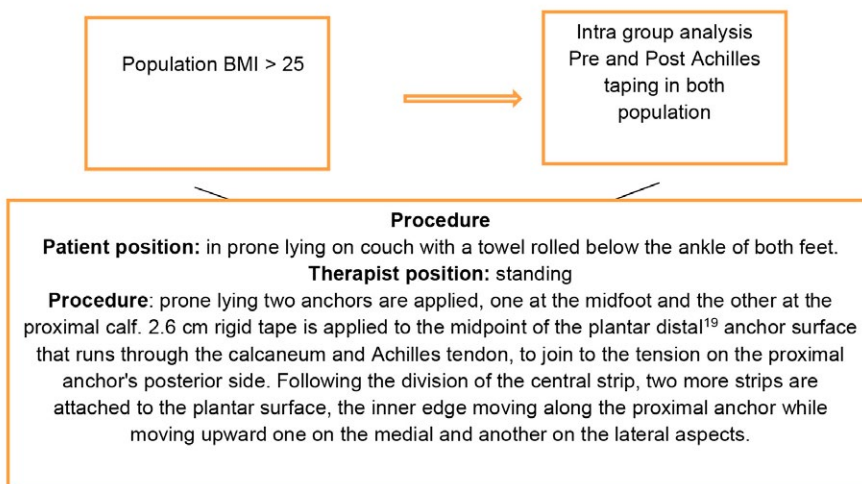 Population BMI > 25
Intra group analysis
Pre and Post Achilles
taping in both
population
Procedure
Patient position: in prone lying on couch with a towel rolled below the ankle of both feet.
Therapist position: standing
Procedure: prone lying two anchors are applied, one at the midfoot and the other at the
proximal calf. 2.6 cm rigid tape is applied to the midpoint of the plantar distal¹⁹ anchor surface
that runs through the calcaneum and Achilles tendon, to join to the tension on the proximal
anchor's posterior side. Following the division of the central strip, two more strips are
attached to the plantar surface, the inner edge moving along the proximal anchor while
moving upward one on the medial and another on the lateral aspects.